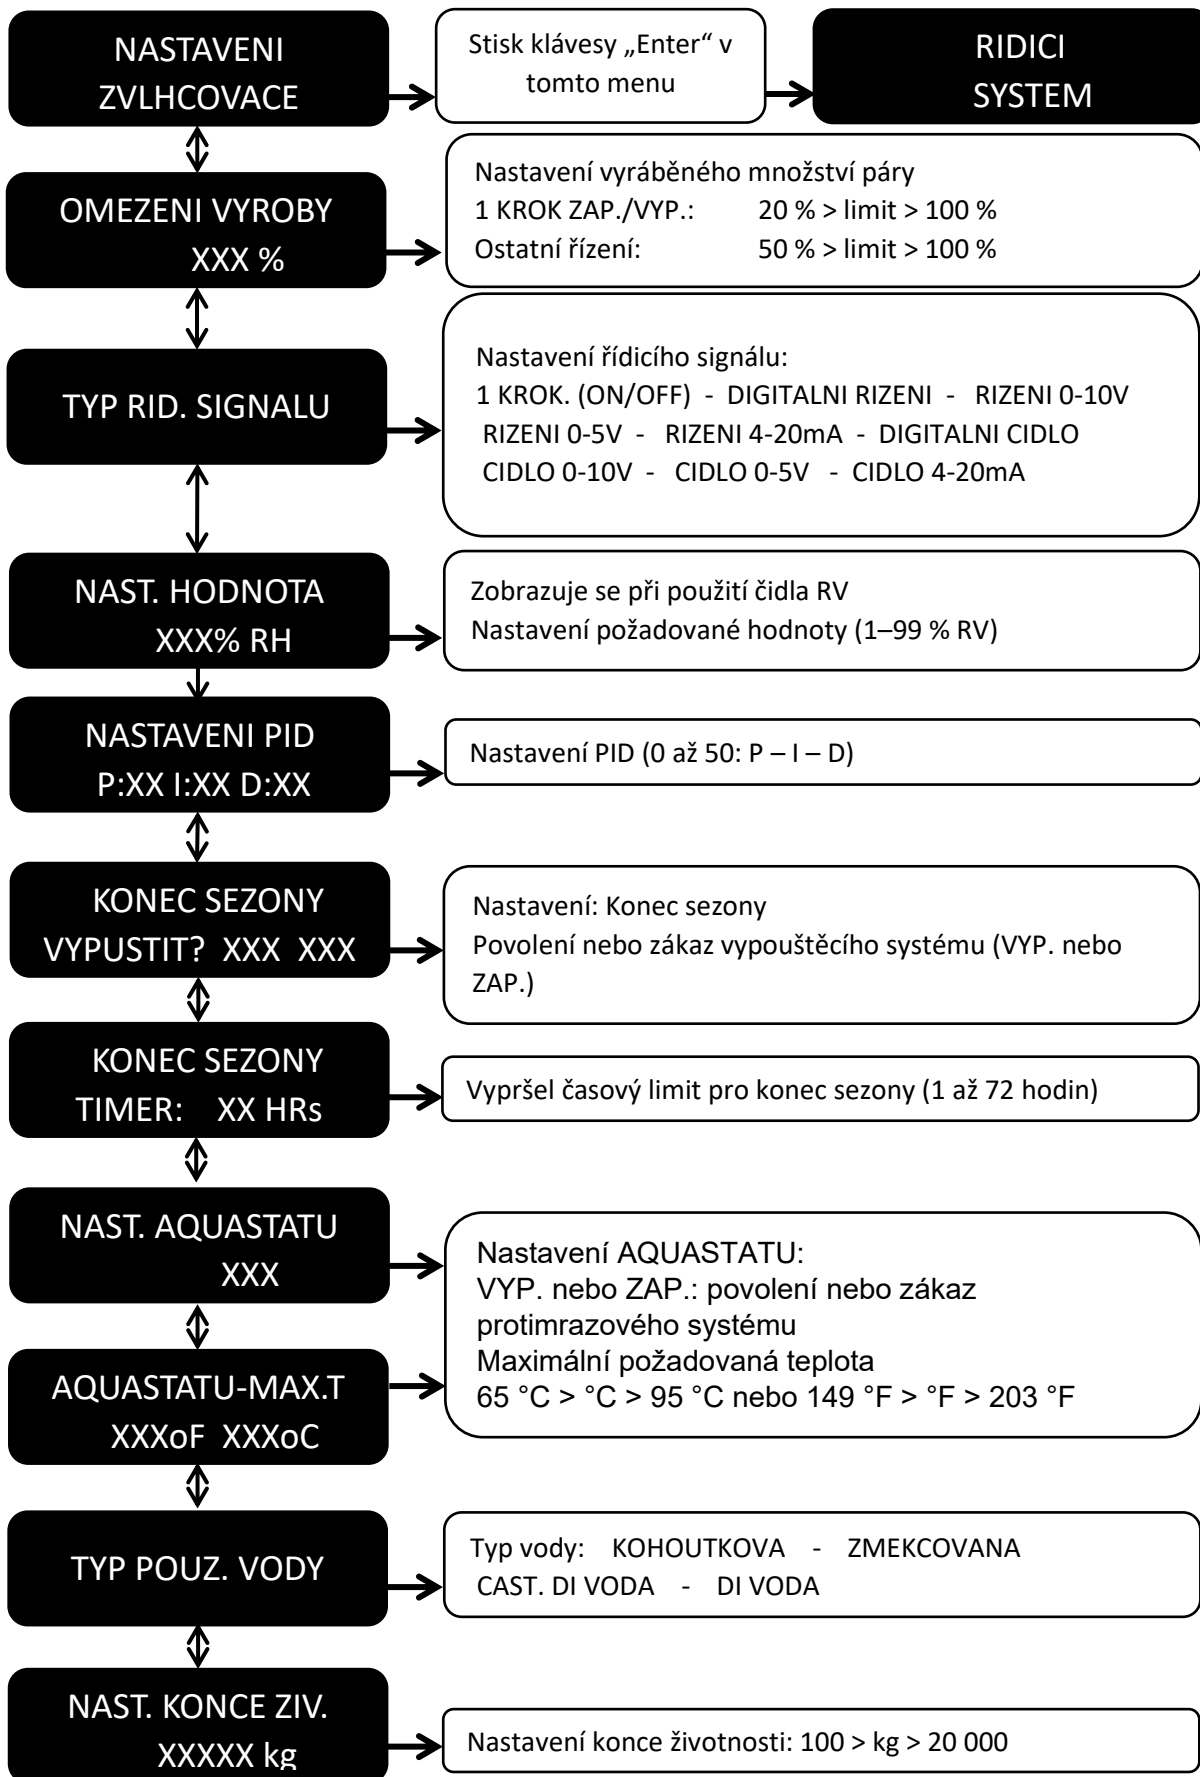 NASTAVENI
ZVLHCOVACE
Stisk klávesy „Enter“ v
tomto menu
RIDICI
SYSTEM
OMEZENI VYROBY
XXX %
Nastavení vyráběného množství páry
1 KROK ZAP./VYP.: 20 % > limit > 100 %
Ostatní řízení: 50 % > limit > 100 %
TYP RID. SIGNALU
Nastavení řídicího signálu:
1 KROK. (ON/OFF) - DIGITALNI RIZENI - RIZENI 0-10V
RIZENI 0-5V - RIZENI 4-20mA - DIGITALNI CIDLO
CIDLO 0-10V - CIDLO 0-5V - CIDLO 4-20mA
NAST. HODNOTA
XXX% RH
Zobrazuje se při použití čidla RV
Nastavení požadované hodnoty (1–99 % RV)
NASTAVENI PID
P:XX I:XX D:XX
Nastavení PID (0 až 50: P – I – D)
KONEC SEZONY
VYPUSTIT? XXX XXX
Nastavení: Konec sezony
Povolení nebo zákaz vypouštěcího systému (VYP. nebo
ZAP.)
KONEC SEZONY
TIMER: XX HRs
Vypršel časový limit pro konec sezony (1 až 72 hodin)
NAST. AQUASTATU
XXX
Nastavení AQUASTATU:
VYP. nebo ZAP.: povolení nebo zákaz
protimrazového systému
Maximální požadovaná teplota
65 °C > °C > 95 °C nebo 149 °F > °F > 203 °F
AQUASTATU-MAX.T
XXXoF XXXoC
TYP POUZ. VODY
Typ vody: KOHOUTKOVA - ZMEKCOVANA
CAST. DI VODA - DI VODA
NAST. KONCE ZIV.
XXXXX kg
Nastavení konce životnosti: 100 > kg > 20 000